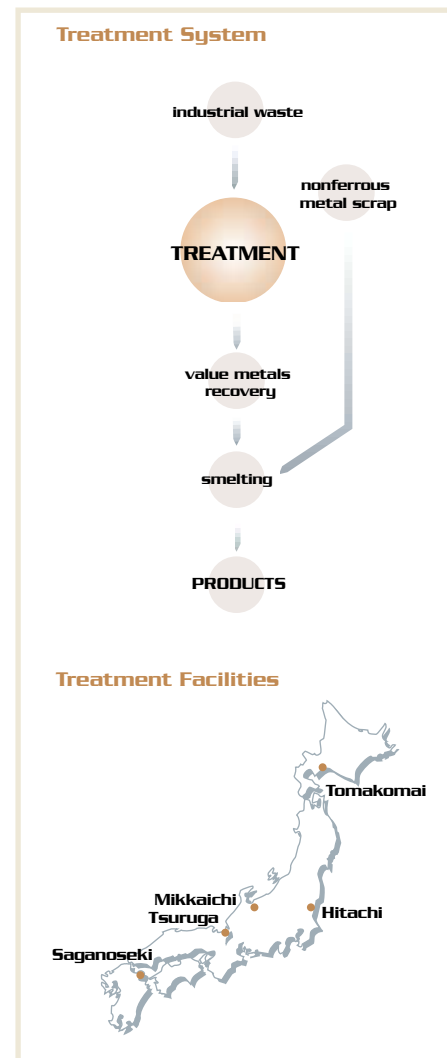 Treatment System
industrial waste
nonferrous
metal scrap
TREATMENT
value metals
recovery
smelting
PRODUCTS
Treatment Facilities
Tomakomai
Mikkaichi
Tsuruga
Hitachi
Saganoseki